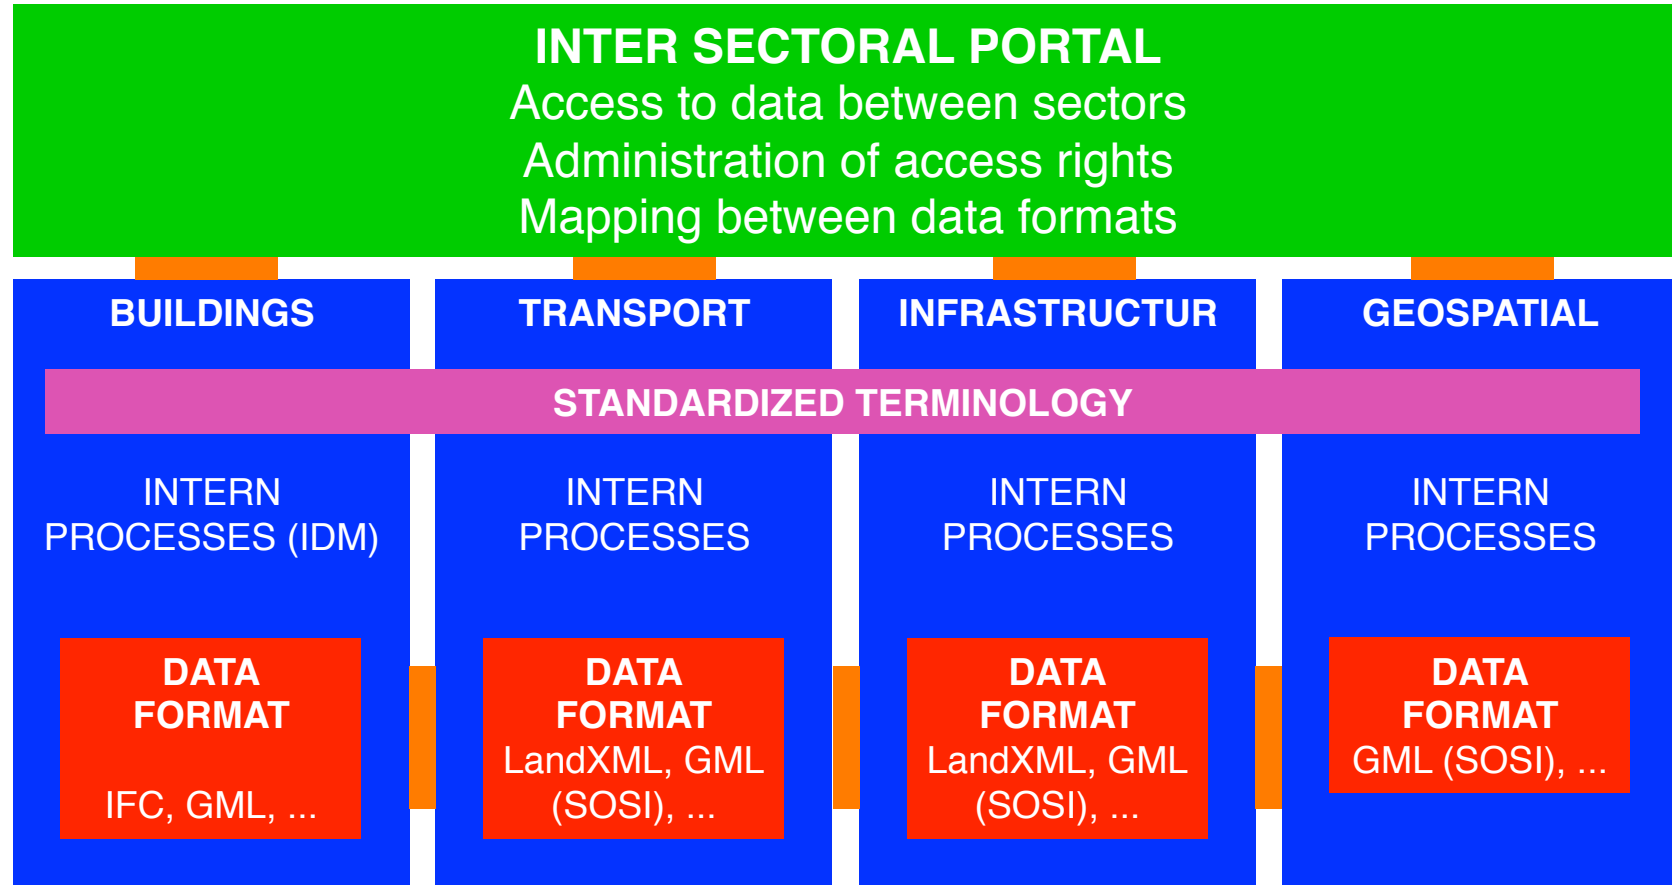 INTER SECTORAL PORTAL
Access to data between sectors
Administration of access rights
Mapping between data formats
BUILDINGS
TRANSPORT
INFRASTRUCTUR
GEOSPATIAL
STANDARDIZED TERMINOLOGY
INTERN
PROCESSES (IDM)
INTERN
PROCESSES
INTERN
PROCESSES
INTERN
PROCESSES
DATA
FORMAT
IFC, GML, ...
DATA
FORMAT
LandXML, GML
(SOSI), ...
DATA
FORMAT
LandXML, GML
(SOSI), ...
DATA
FORMAT
GML (SOSI), ...